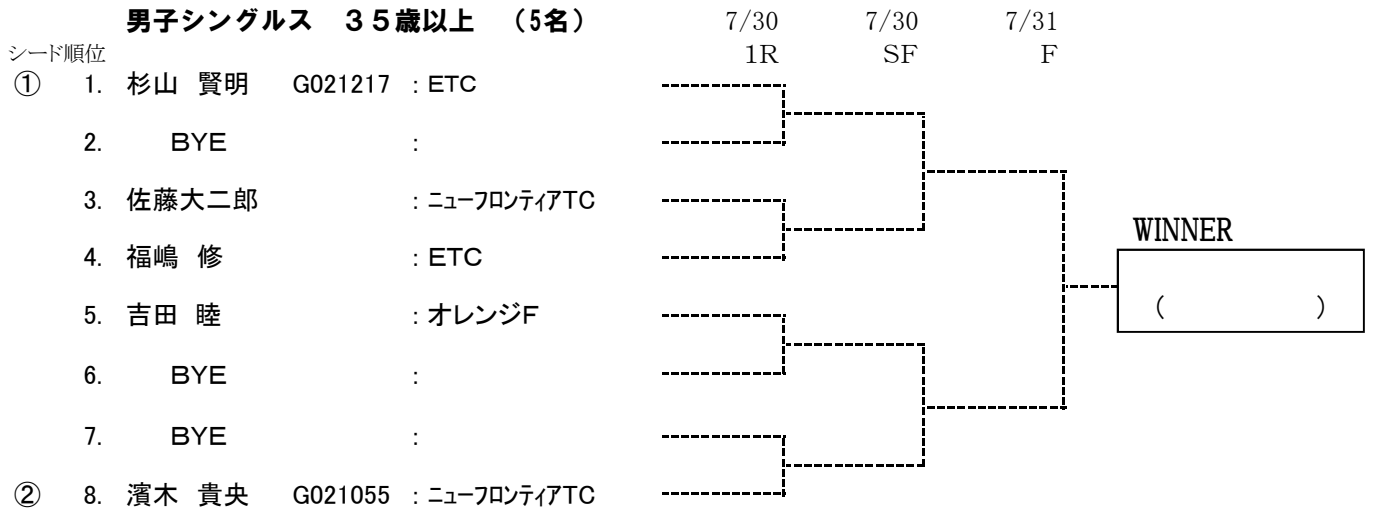 男子シングルス　３５歳以上　（5名） 7/30 7/30 7/31
シード順位 1R SF F
① 1. 杉山　賢明 G021217 : ETC
2. BYE :
3. 佐藤大二郎 : ﾆｭｰﾌﾛﾝﾃｨｱTC
4. 福嶋　修 : ETC
WINNER
5. 吉田　睦 : オレンジF
( )
6. BYE :
7. BYE :
② 8. 濱木　貴央 G021055 : ﾆｭｰﾌﾛﾝﾃｨｱTC